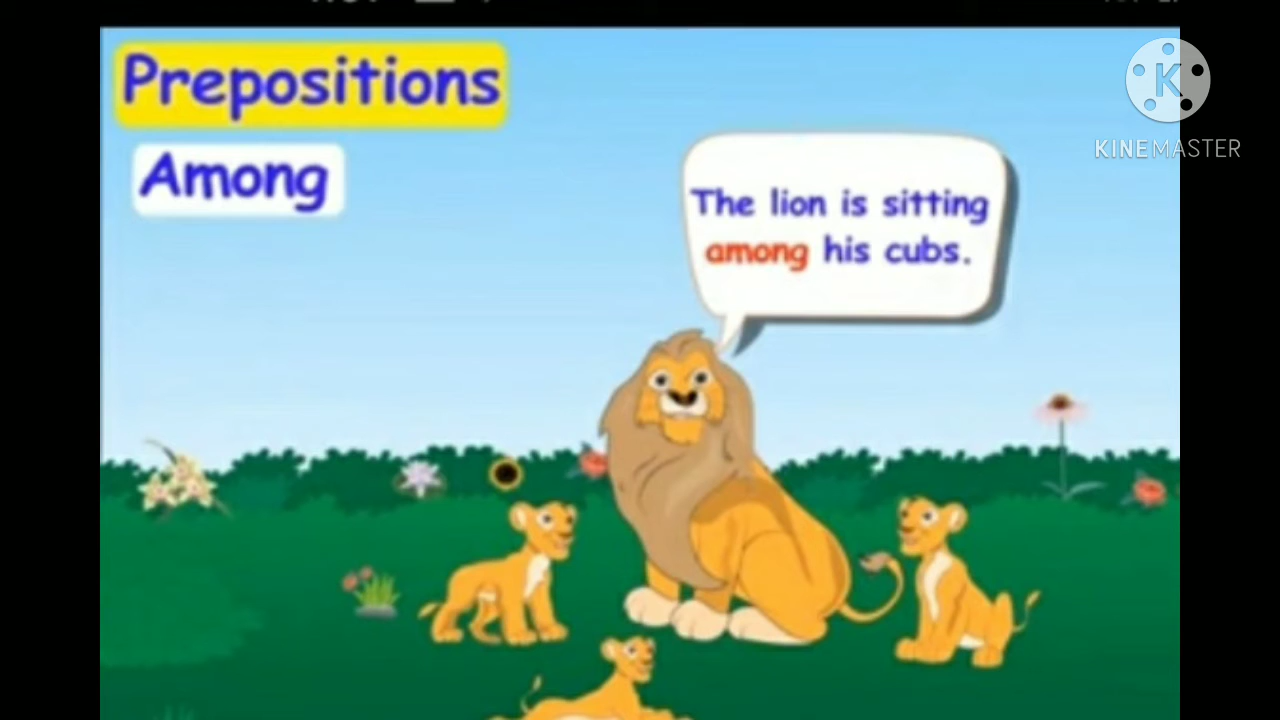 Prepositions
Among
The lion is sitting
among his cubs.
K
KINEMASTER